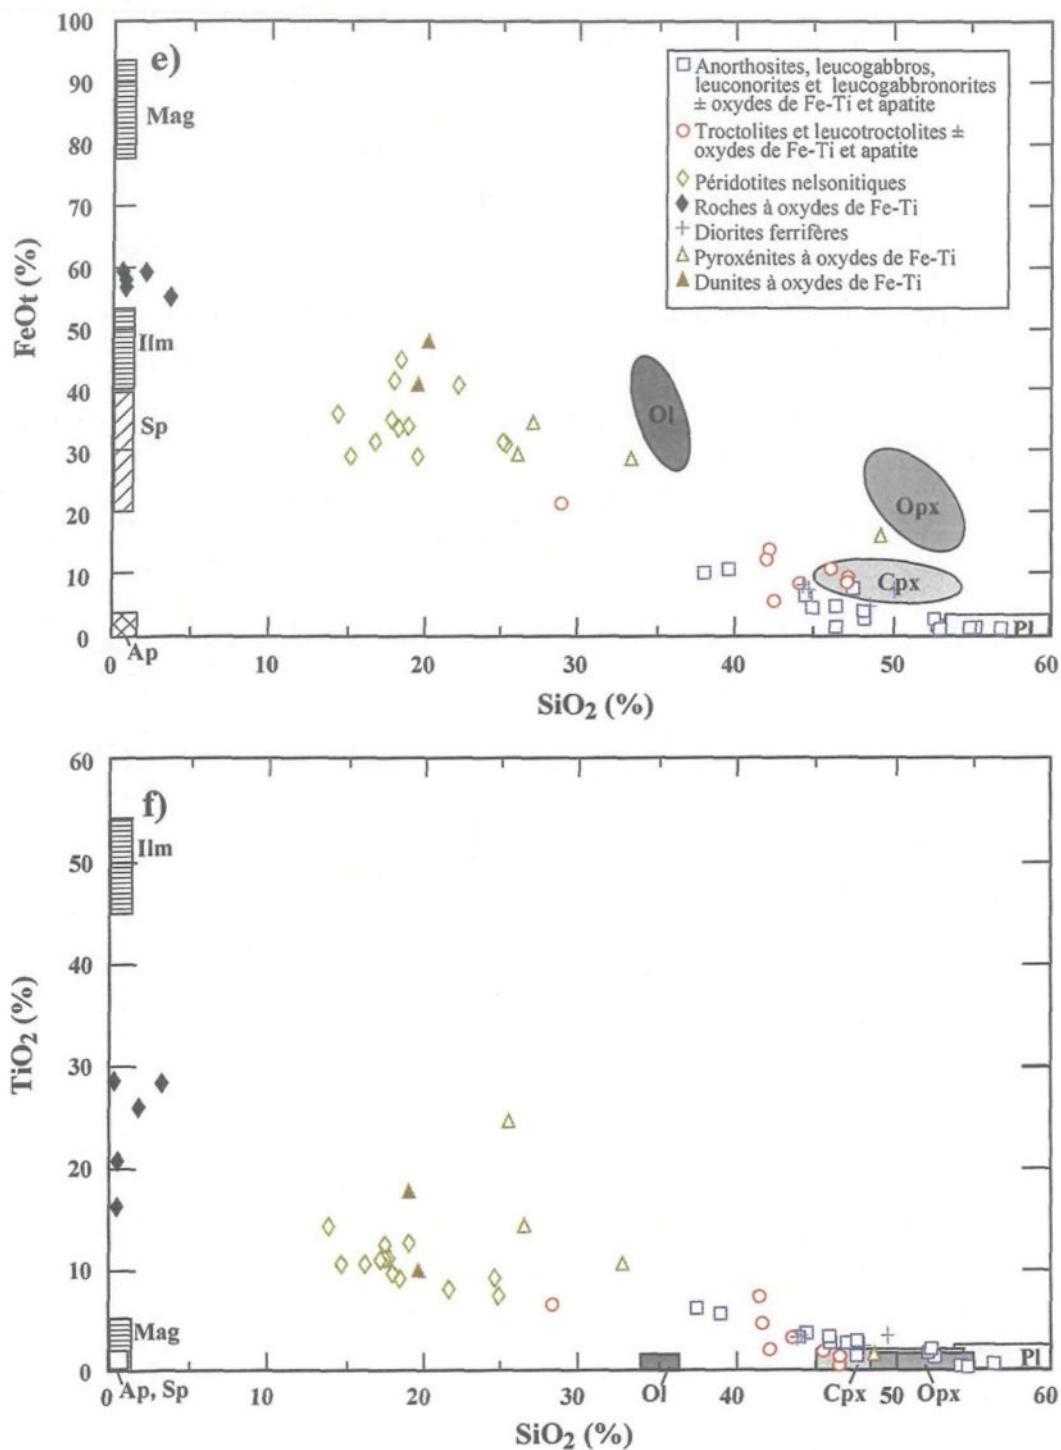 e)
100
90
80
70
60
50
40
30
20
10
0
FeOt (%)
Mag
Ilm
Sp
Ap
Ol
Opx
Cpx
Pl
Anorthosites, leucogabbros,
leuconorites et leucogabbronorites
± oxydes de Fe-Ti et apatite
Troctolites et leucotroctolites ±
oxydes de Fe-Ti et apatite
Péridotites nelsonitiques
Roches à oxydes de Fe-Ti
Diorites ferrifères
Pyroxénites à oxydes de Fe-Ti
Dunites à oxydes de Fe-Ti
0 10 20 30 40 50 60
SiO₂ (%)
f)
60
50
40
30
20
10
0
TiO₂ (%)
Ilm
Mag
Pl
Ap, Sp
Ol
Cpx
Opx
10 20 30 40 50 60
SiO₂ (%)